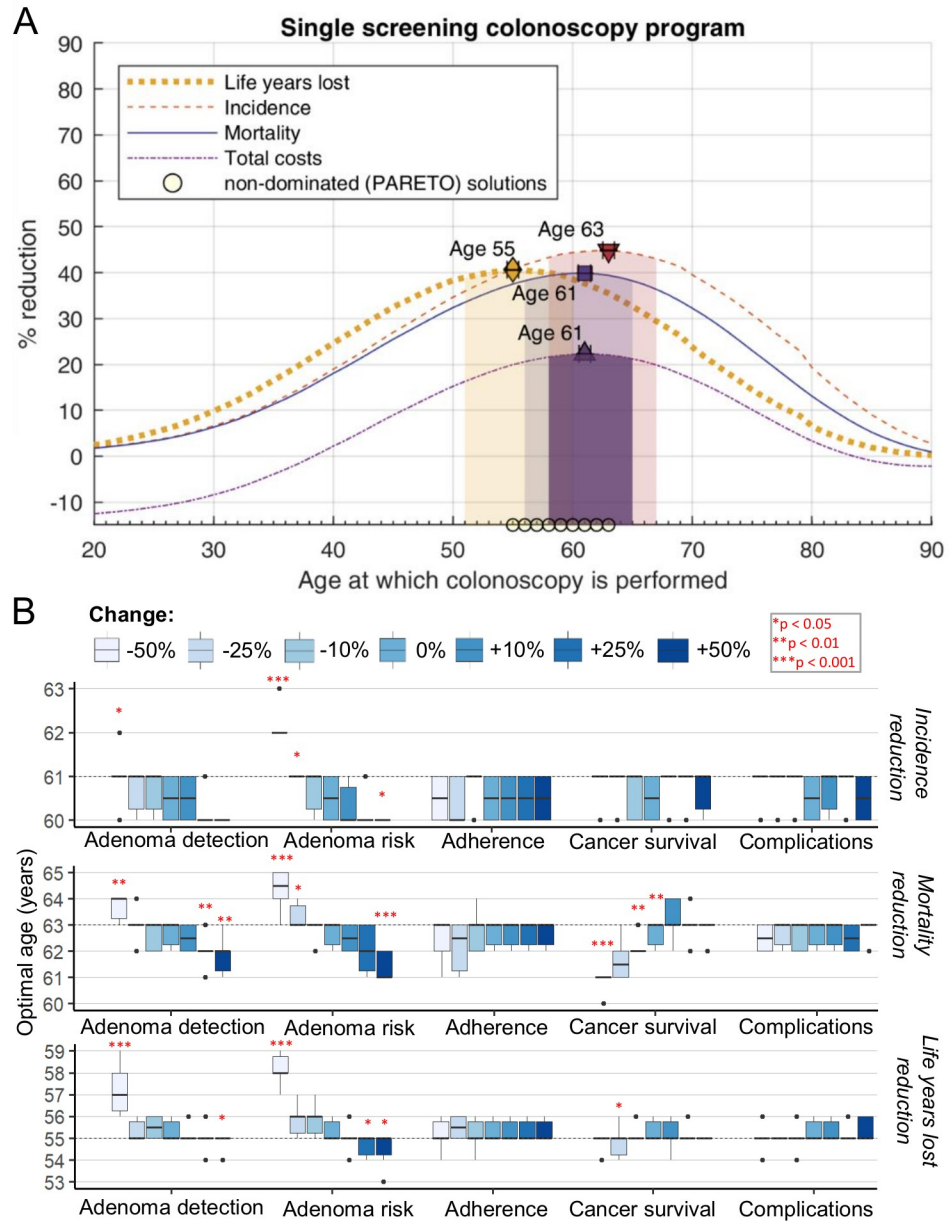 A
Single screening colonoscopy program
90
80
70
60
50
40
30
20
10
0
-10
% reduction
Life years lost
Incidence
Mortality
Total costs
non-dominated (PARETO) solutions
Age 63
Age 55
Age 61
Age 61
20 30 40 50 60 70 80 90
Age at which colonoscopy is performed
B
Change:
-50% -25% -10% 0% +10% +25% +50%
*p < 0.05
**p < 0.01
***p < 0.001
Optimal age (years)
63
62
61
60
*
***
*
*
Incidence
reduction
Adenoma detection Adenoma risk Adherence Cancer survival Complications
65
64
63
62
61
60
**
**
**
***
*
***
***
**
**
Mortality
reduction
Adenoma detection Adenoma risk Adherence Cancer survival Complications
59
58
57
56
55
54
53
***
*
***
*
*
*
Life years lost
reduction
Adenoma detection Adenoma risk Adherence Cancer survival Complications